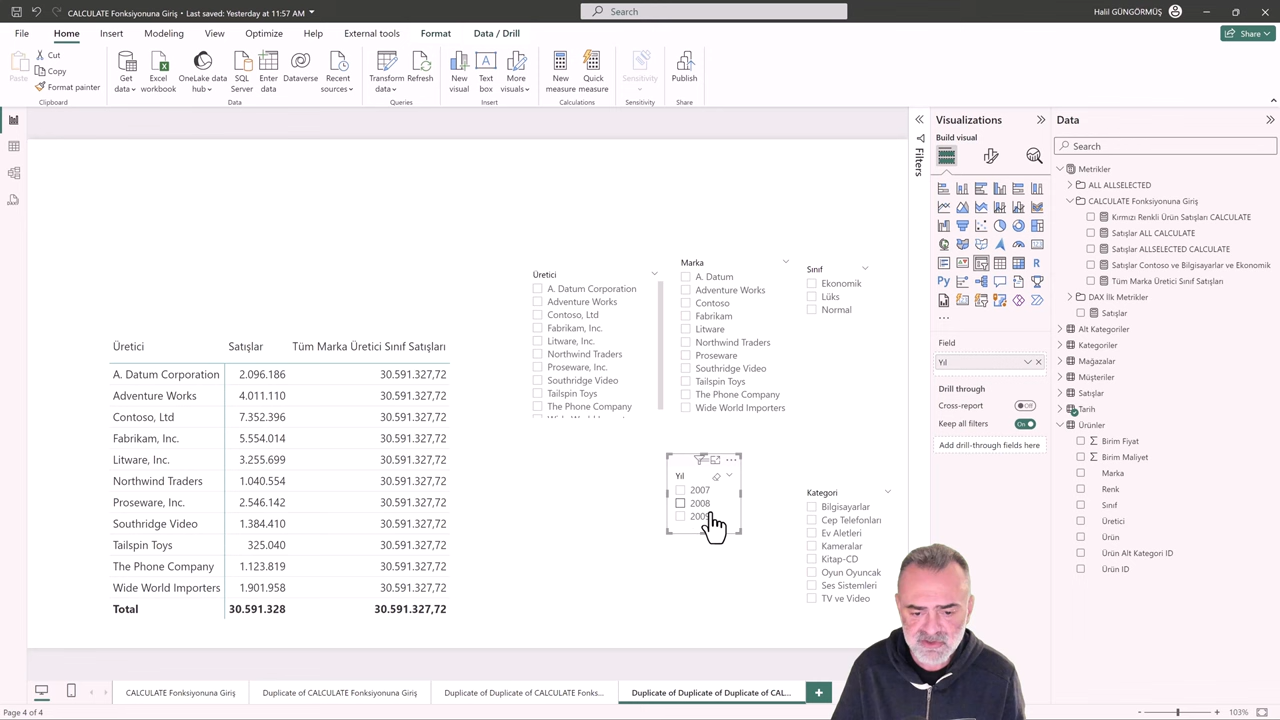 CALCULATE Fonksiyonuna Giriş • Last saved: Yesterday at 11:57 AM
Search
Halil GÜNGÖRMÜŞ
File Home Insert Modeling View Optimize Help External tools Format Data / Drill
Share
Paste
Cut
Copy
Format painter
Get data
Excel workbook
OneLake data hub
SQL Server
Enter data
Dataverse
Recent sources
Transform data
Refresh
New visual
Text box
More visuals
New measure
Quick measure
Sensitivity
Publish
Clipboard Data Queries Insert Calculations Sensitivity Share
Üretici Satışlar Tüm Marka Üretici Sınıf Satışları
A. Datum Corporation 2.096.186 30.591.327,72
Adventure Works 4.011.110 30.591.327,72
Contoso, Ltd 7.352.396 30.591.327,72
Fabrikam, Inc. 5.554.014 30.591.327,72
Litware, Inc. 3.255.699 30.591.327,72
Northwind Traders 1.040.554 30.591.327,72
Proseware, Inc. 2.546.142 30.591.327,72
Southridge Video 1.384.410 30.591.327,72
Tailspin Toys 325.040 30.591.327,72
The Phone Company 1.123.819 30.591.327,72
Wide World Importers 1.901.958 30.591.327,72
Total 30.591.328 30.591.327,72
Üretici
A. Datum Corporation
Adventure Works
Contoso, Ltd
Fabrikam, Inc.
Litware, Inc.
Northwind Traders
Proseware, Inc.
Southridge Video
Tailspin Toys
The Phone Company
Marka
A. Datum
Adventure Works
Contoso
Fabrikam
Litware
Northwind Traders
Proseware
Southridge Video
Tailspin Toys
The Phone Company
Wide World Importers
Sınıf
Ekonomik
Lüks
Normal
Yıl
2007
2008
2009
Kategori
Bilgisayarlar
Cep Telefonları
Ev Aletleri
Kameralar
Kitap-CD
Oyun Oyuncak
Ses Sistemleri
TV ve Video
Filters
Visualizations
Build visual
Field
Yıl
Drill through
Cross-report Off
Keep all filters On
Add drill-through fields here
Data
Search
Metrikler
ALL ALLSELECTED
CALCULATE Fonksiyonuna Giriş
Kırmızı Renkli Ürün Satışları CALCULATE
Satışlar ALL CALCULATE
Satışlar ALLSELECTED CALCULATE
Satışlar Contoso ve Bilgisayarlar ve Ekonomik
Tüm Marka Üretici Sınıf Satışları
DAX İlk Metrikler
Satışlar
Alt Kategoriler
Kategoriler
Mağazalar
Müşteriler
Satışlar
Tarih
Ürünler
Birim Fiyat
Birim Maliyet
Marka
Renk
Sınıf
Üretici
Ürün
Ürün Alt Kategori ID
Ürün ID
CALCULATE Fonksiyonuna Giriş
Duplicate of CALCULATE Fonksiyonuna Giriş
Duplicate of Duplicate of CALCULATE Fonks...
Duplicate of Duplicate of Duplicate of CAL...
Page 4 of 4
103%